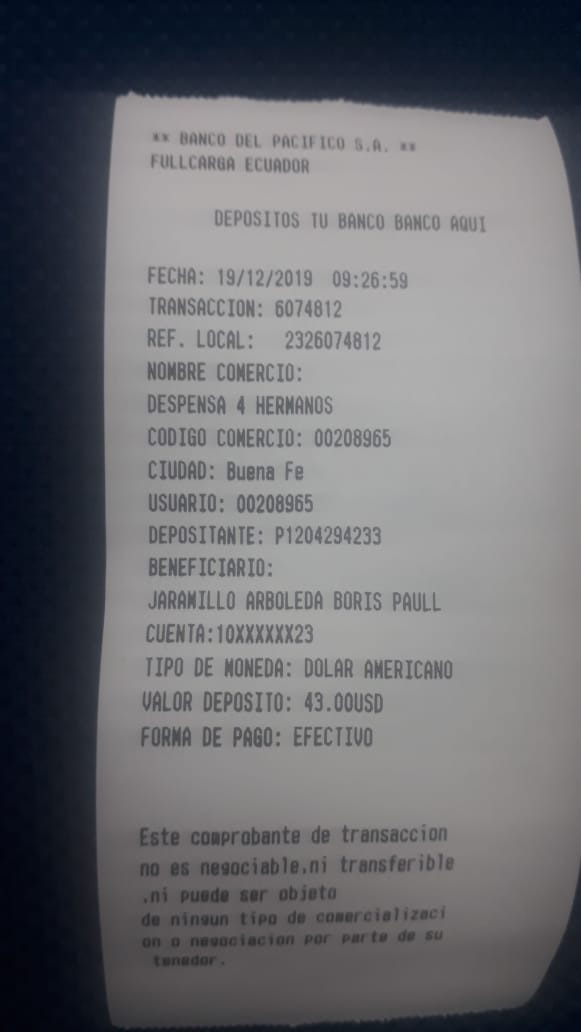 ** BANCO DEL PACIFICO S.A. **
FULLCARGA ECUADOR
DEPOSITOS TU BANCO BANCO AQUI
FECHA: 19/12/2019 09:26:59
TRANSACCION: 6074812
REF. LOCAL: 2326074812
NOMBRE COMERCIO:
DESPENSA 4 HERMANOS
CODIGO COMERCIO: 00208965
CIUDAD: Buena Fe
USUARIO: 00208965
DEPOSITANTE: P1204294233
BENEFICIARIO:
JARAMILLO ARBOLEDA BORIS PAULL
CUENTA:10XXXXXX23
TIPO DE MONEDA: DOLAR AMERICANO
VALOR DEPOSITO: 43.00USD
FORMA DE PAGO: EFECTIVO
Este comprobante de transaccion
no es negociable,ni transferible
,ni puede ser objeto
de ningun tipo de comercializaci
on o negociacion por parte de su
tenedor.